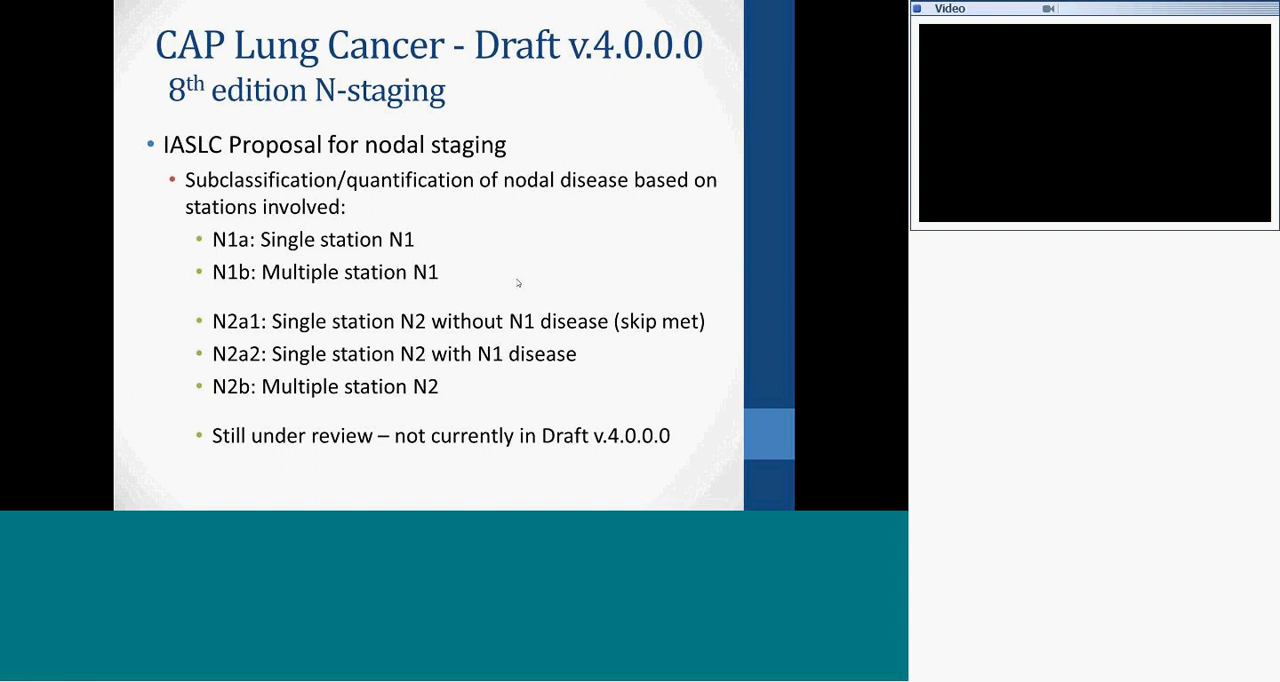 CAP Lung Cancer - Draft v.4.0.0.0
8th edition N-staging
• IASLC Proposal for nodal staging
• Subclassification/quantification of nodal disease based on
stations involved:
• N1a: Single station N1
• N1b: Multiple station N1
• N2a1: Single station N2 without N1 disease (skip met)
• N2a2: Single station N2 with N1 disease
• N2b: Multiple station N2
• Still under review – not currently in Draft v.4.0.0.0
Video